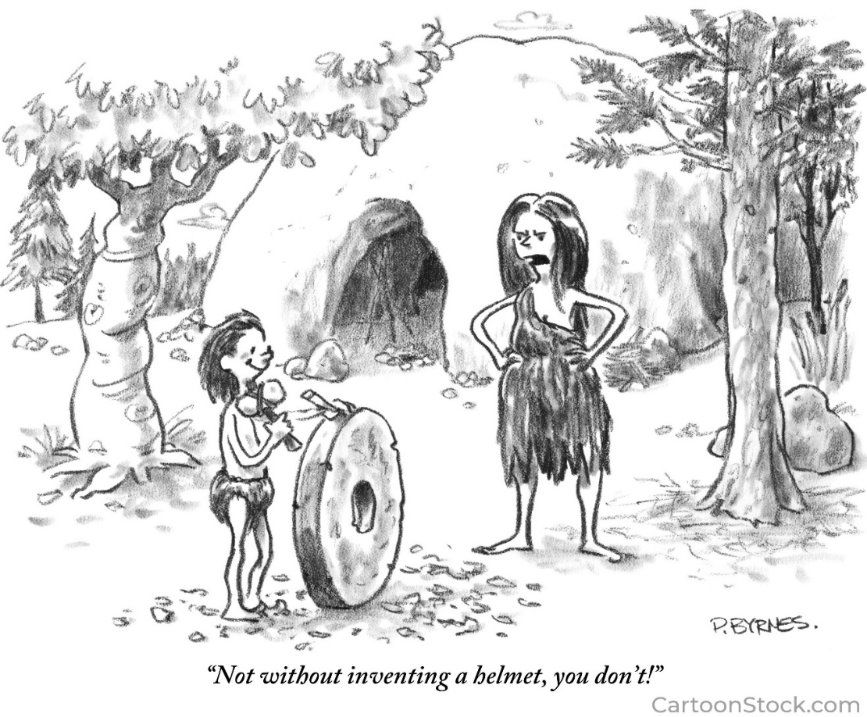 P. BYRNES.
“Not without inventing a helmet, you don’t!”
CartoonStock.com